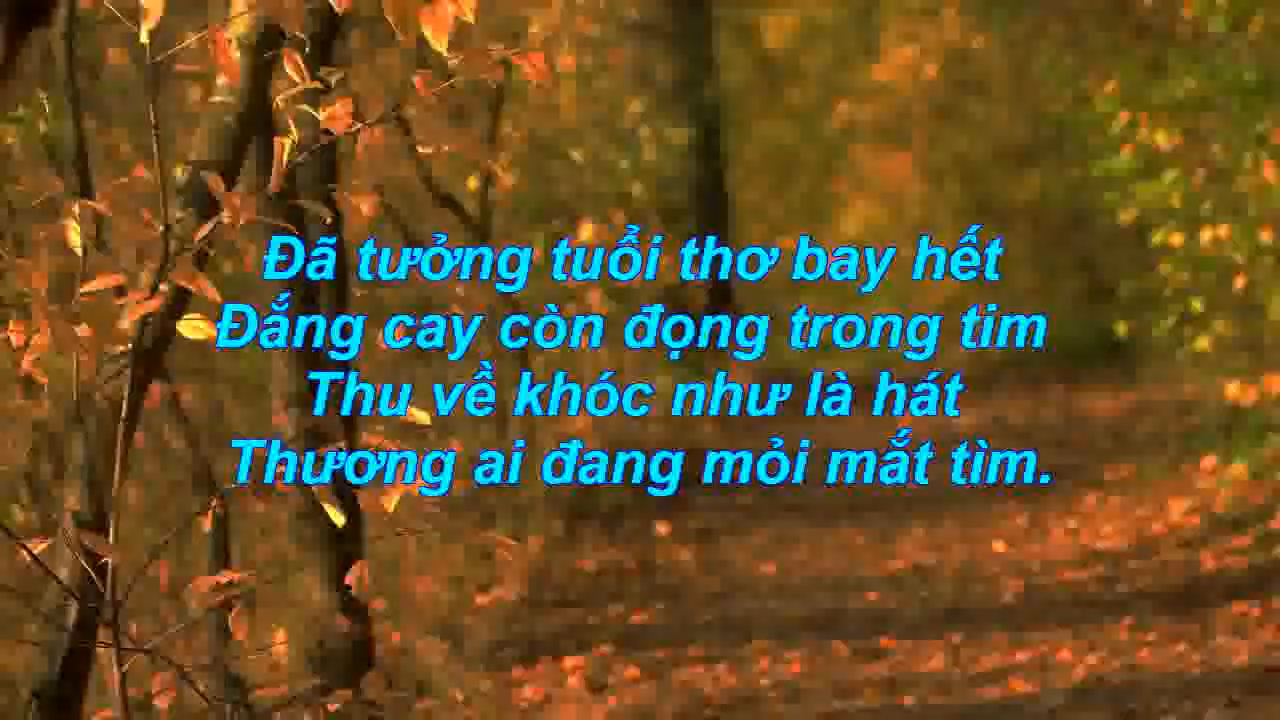 Đã tưởng tuổi thơ bay hết
Đắng cay còn đọng trong tim
Thu về khóc như là hát
Thương ai đang mỏi mắt tìm.